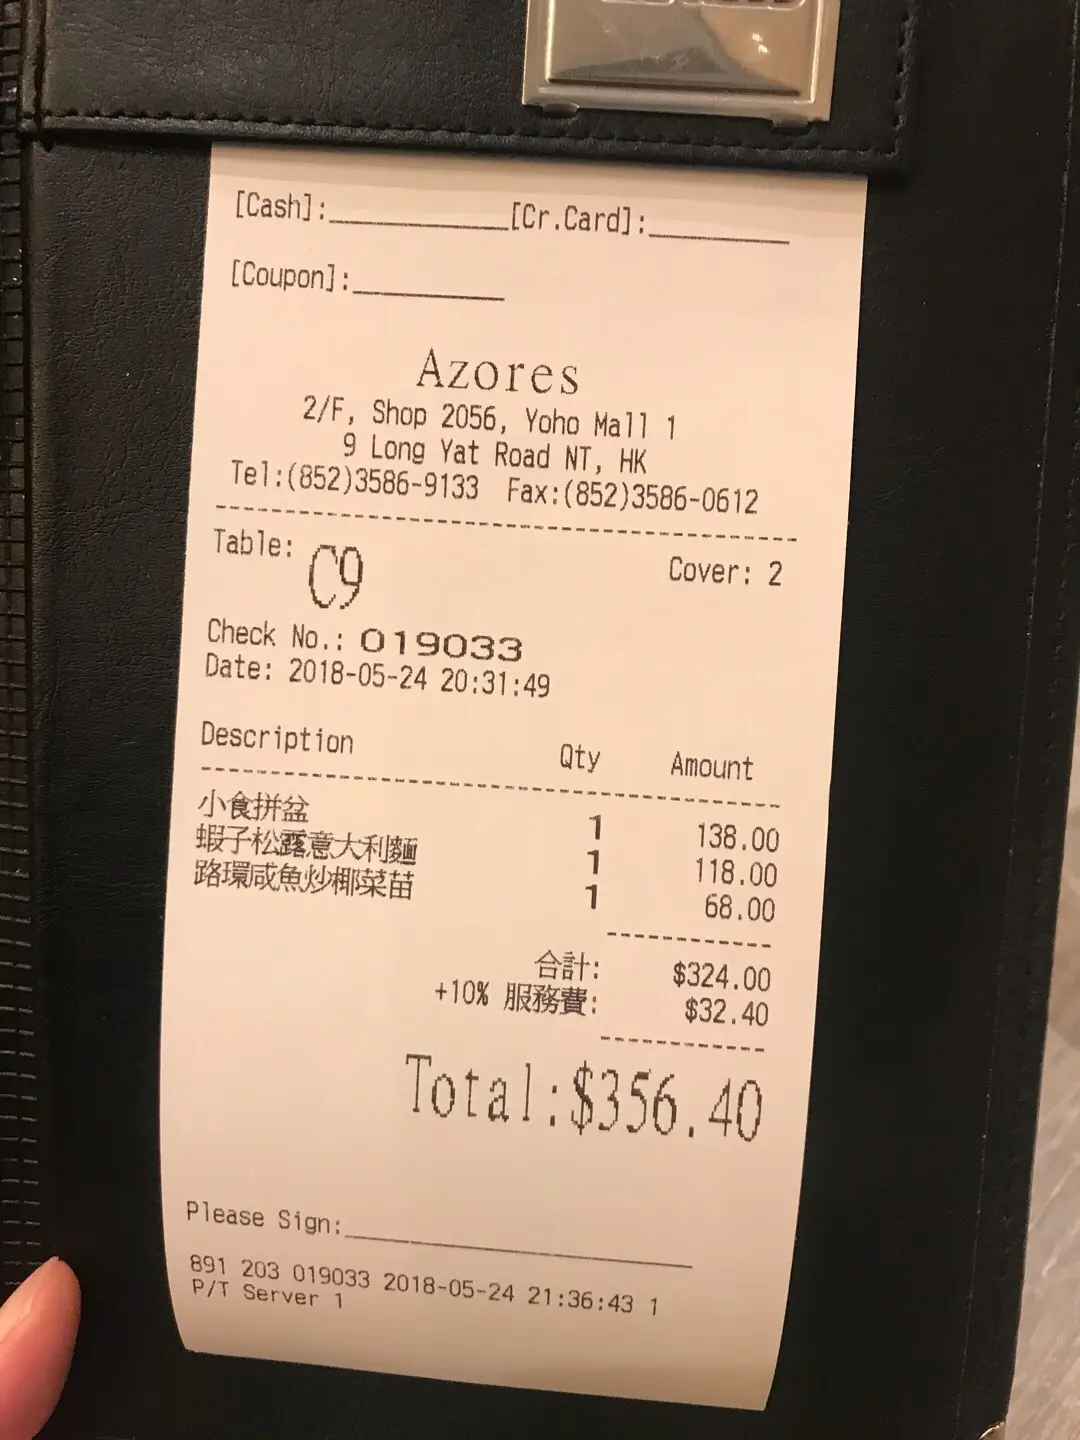 [Cash]:__________[Cr.Card]:________
[Coupon]:_________
Azores
2/F, Shop 2056, Yoho Mall 1
9 Long Yat Road NT, HK
Tel:(852)3586-9133 Fax:(852)3586-0612
Table: C9 Cover: 2
Check No.: 019033
Date: 2018-05-24 20:31:49
Description Qty Amount
小食拼盆 1 138.00
蝦子松露意大利麵 1 118.00
路環咸魚炒椰菜苗 1 68.00
合計: $324.00
+10% 服務費: $32.40
Total:$356.40
Please Sign:____________________
891 203 019033 2018-05-24 21:36:43 1
P/T Server 1